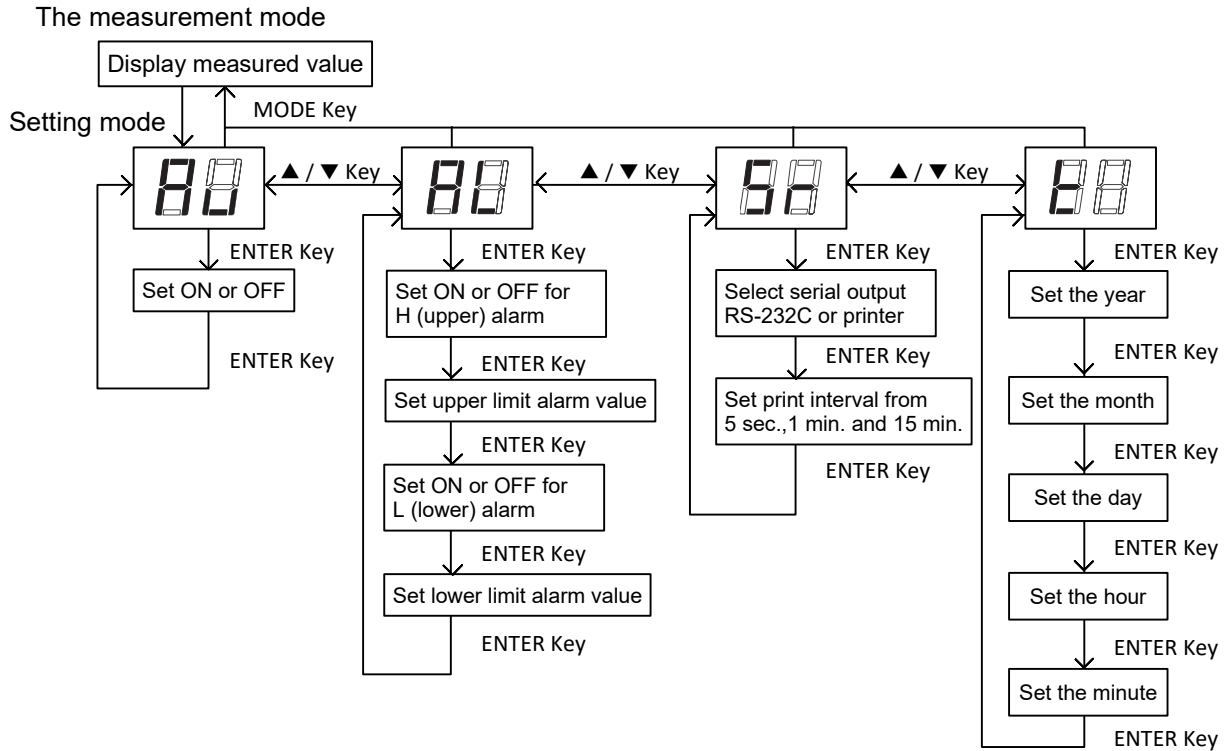 The measurement mode
Display measured value
MODE Key
Setting mode
Au
▲ / ▼ Key
AL
▲ / ▼ Key
Sr
▲ / ▼ Key
t
ENTER Key
Set ON or OFF
ENTER Key
ENTER Key
Set ON or OFF for
H (upper) alarm
ENTER Key
Set upper limit alarm value
ENTER Key
Set ON or OFF for
L (lower) alarm
ENTER Key
Set lower limit alarm value
ENTER Key
ENTER Key
Select serial output
RS-232C or printer
ENTER Key
Set print interval from
5 sec.,1 min. and 15 min.
ENTER Key
ENTER Key
Set the year
ENTER Key
Set the month
ENTER Key
Set the day
ENTER Key
Set the hour
ENTER Key
Set the minute
ENTER Key